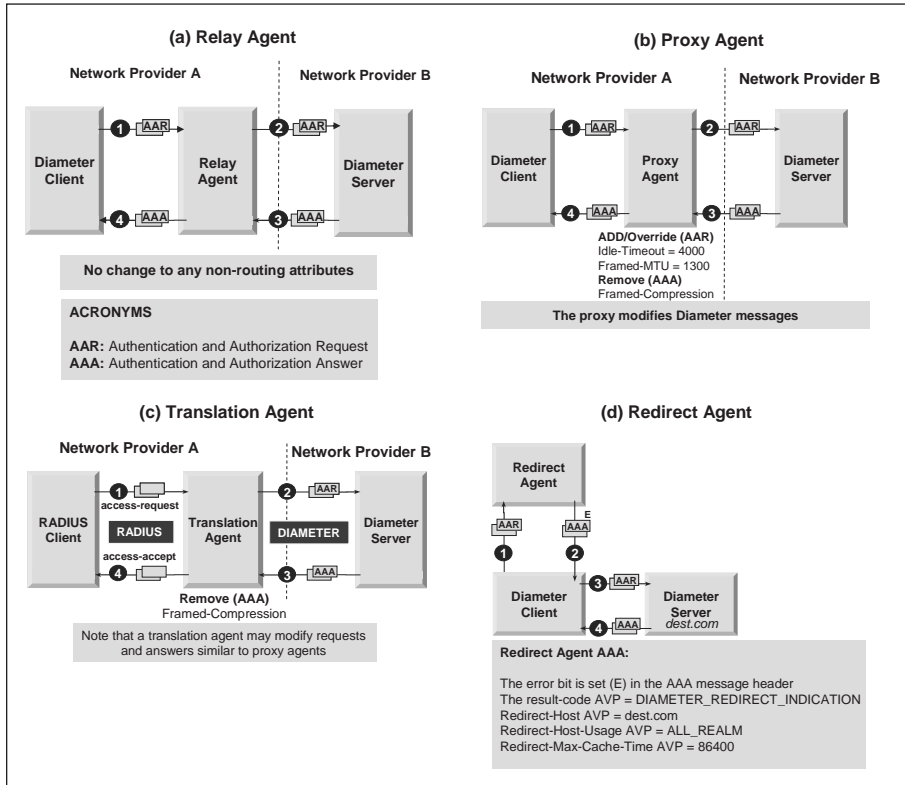 (a) Relay Agent
Network Provider A
Network Provider B
Diameter
Client
1
AAR
Relay
Agent
2
AAR
Diameter
Server
4
AAA
3
AAA
No change to any non-routing attributes
ACRONYMS
AAR: Authentication and Authorization Request
AAA: Authentication and Authorization Answer
(b) Proxy Agent
Network Provider A
Network Provider B
Diameter
Client
1
AAR
Proxy
Agent
2
AAR
Diameter
Server
4
AAA
3
AAA
ADD/Override (AAR)
Idle-Timeout = 4000
Framed-MTU = 1300
Remove (AAA)
Framed-Compression
The proxy modifies Diameter messages
(c) Translation Agent
Network Provider A
Network Provider B
RADIUS
Client
1
access-request
RADIUS
access-accept
4
Translation
Agent
2
AAR
DIAMETER
3
AAA
Diameter
Server
Remove (AAA)
Framed-Compression
Note that a translation agent may modify requests
and answers similar to proxy agents
(d) Redirect Agent
Redirect
Agent
E
AAR
AAA
1
2
Diameter
Client
3
AAR
4
AAA
Diameter
Server
dest.com
Redirect Agent AAA:
The error bit is set (E) in the AAA message header
The result-code AVP = DIAMETER_REDIRECT_INDICATION
Redirect-Host AVP = dest.com
Redirect-Host-Usage AVP = ALL_REALM
Redirect-Max-Cache-Time AVP = 86400